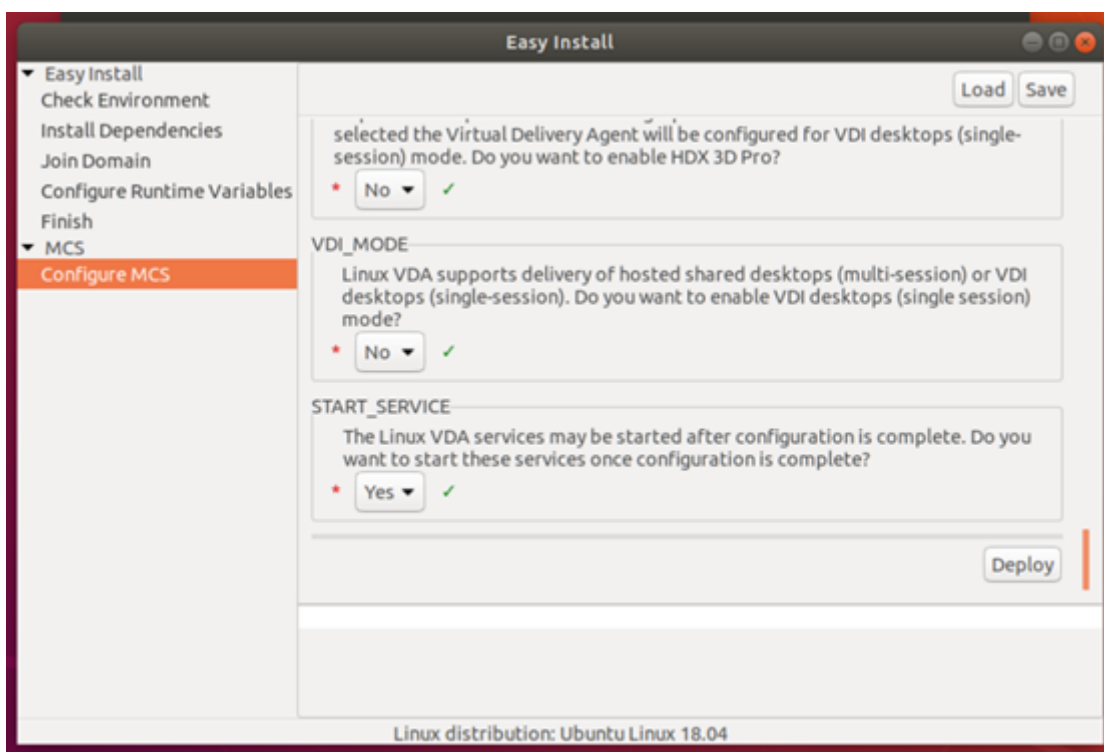 Easy Install
Easy Install
Check Environment
Install Dependencies
Join Domain
Configure Runtime Variables
Finish
MCS
Configure MCS
Load Save
selected the Virtual Delivery Agent will be configured for VDI desktops (single-
session) mode. Do you want to enable HDX 3D Pro?
* No ✓
VDI_MODE
Linux VDA supports delivery of hosted shared desktops (multi-session) or VDI
desktops (single-session). Do you want to enable VDI desktops (single session)
mode?
* No ✓
START_SERVICE
The Linux VDA services may be started after configuration is complete. Do you
want to start these services once configuration is complete?
* Yes ✓
Deploy
Linux distribution: Ubuntu Linux 18.04